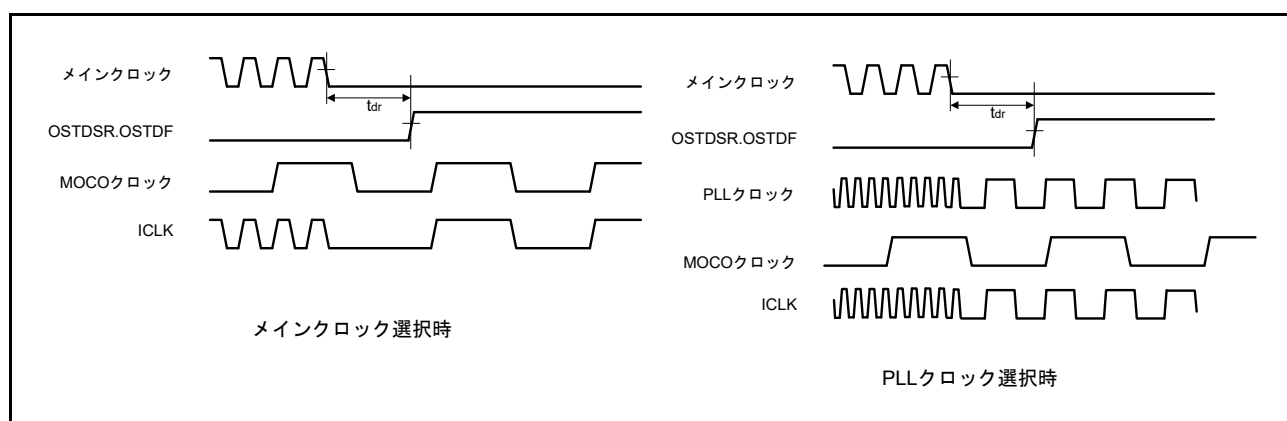 メインクロック
tdr
OSTDSR.OSTDF
MOCOクロック
ICLK
メインクロック選択時
メインクロック
tdr
OSTDSR.OSTDF
PLLクロック
MOCOクロック
ICLK
PLLクロック選択時